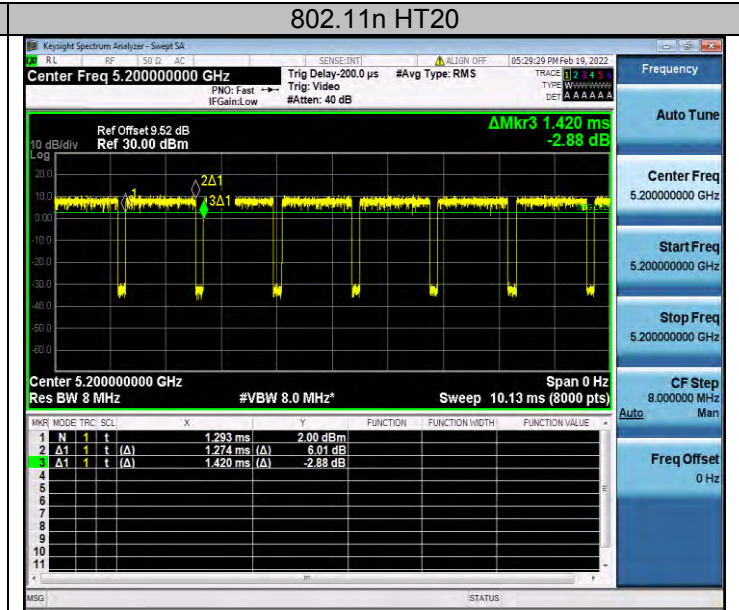 802.11n HT20
Keysight Spectrum Analyzer - Swept SA
RL RF 50 Ω AC SENSE:INT ALIGN OFF 05:29:29 PM Feb 19, 2022
Center Freq 5.200000000 GHz
PNO: Fast
IFGain:Low
Trig Delay-200.0 µs
Trig: Video
#Atten: 40 dB
#Avg Type: RMS
TRACE 1 2 3 4 5 6
TYPE
DET A A A A A A
Frequency
Auto Tune
Center Freq
5.200000000 GHz
Start Freq
5.200000000 GHz
Stop Freq
5.200000000 GHz
CF Step
8.000000 MHz
Auto Man
Freq Offset
0 Hz
ΔMkr3 1.420 ms
-2.88 dB
Ref Offset 9.52 dB
10 dB/div Ref 30.00 dBm
Log
20.0
10.0
0.00
-10.0
-20.0
-30.0
-40.0
-50.0
-60.0
1
2Δ1
3Δ1
Center 5.200000000 GHz Span 0 Hz
Res BW 8 MHz #VBW 8.0 MHz* Sweep 10.13 ms (8000 pts)
MKR MODE TRC SCL X Y FUNCTION FUNCTION WIDTH FUNCTION VALUE
1 N 1 t 1.293 ms 2.00 dBm
2 Δ1 1 t (Δ) 1.274 ms (Δ) 6.01 dB
3 Δ1 1 t (Δ) 1.420 ms (Δ) -2.88 dB
4
5
6
7
8
9
10
11
MSG STATUS